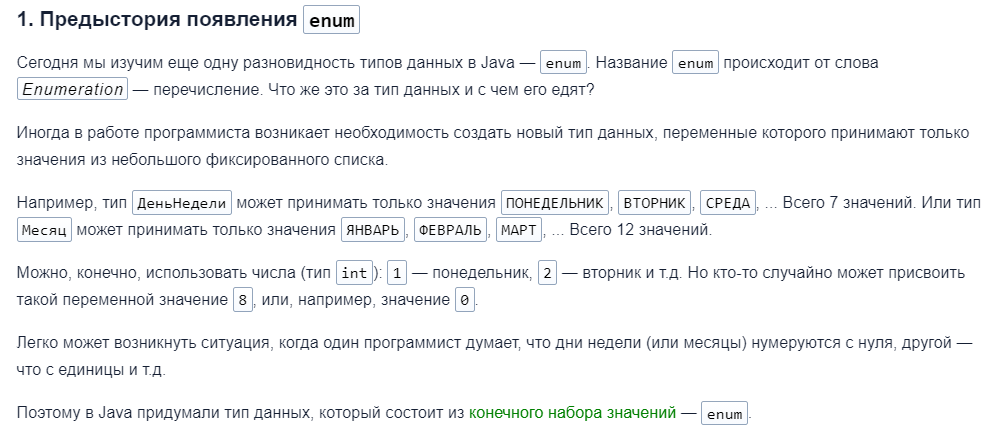 1. Предыстория появления enum
Сегодня мы изучим еще одну разновидность типов данных в Java — enum. Название enum происходит от слова
Enumeration — перечисление. Что же это за тип данных и с чем его едят?
Иногда в работе программиста возникает необходимость создать новый тип данных, переменные которого принимают только
значения из небольшого фиксированного списка.
Например, тип ДеньНедели может принимать только значения ПОНЕДЕЛЬНИК, ВТОРНИК, СРЕДА, ... Всего 7 значений. Или тип
Месяц может принимать только значения ЯНВАРЬ, ФЕВРАЛЬ, МАРТ, ... Всего 12 значений.
Можно, конечно, использовать числа (тип int): 1 — понедельник, 2 — вторник и т.д. Но кто-то случайно может присвоить
такой переменной значение 8, или, например, значение 0.
Легко может возникнуть ситуация, когда один программист думает, что дни недели (или месяцы) нумеруются с нуля, другой —
что с единицы и т.д.
Поэтому в Java придумали тип данных, который состоит из конечного набора значений — enum.